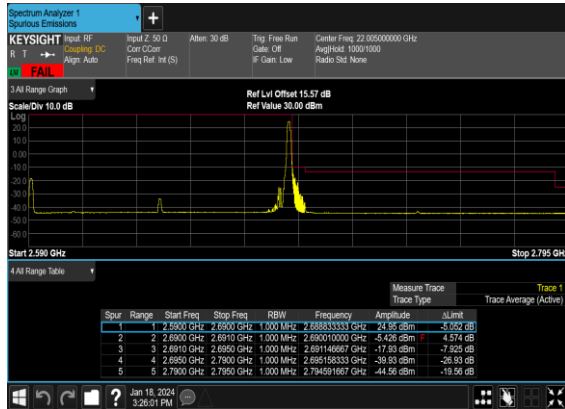 Spectrum Analyzer 1
Spurious Emissions
KEYSIGHT
R T
LW
FAIL
Input: RF
Coupling: DC
Align: Auto
Input Z: 50 Ω
Corr CCorr
Freq Ref: Int (S)
Atten: 30 dB
Trig: Free Run
Gate: Off
IF Gain: Low
Center Freq: 22.005000000 GHz
Avg|Hold: 1000/1000
Radio Std: None
3 All Range Graph
Scale/Div 10.0 dB
Ref Lvl Offset 15.57 dB
Ref Value 30.00 dBm
Log
20.0
10.0
0.00
-10.0
-20.0
-30.0
-40.0
-50.0
-60.0
Start 2.590 GHz
Stop 2.795 GH
4 All Range Table
Measure Trace Trace 1
Trace Type Trace Average (Active)
Spur Range Start Freq Stop Freq RBW Frequency Amplitude ΔLimit
1 1 2.5900 GHz 2.6900 GHz 1.000 MHz 2.688833333 GHz 24.95 dBm -5.052 dB
2 2 2.6900 GHz 2.6910 GHz 1.000 MHz 2.690010000 GHz -5.426 dBm F 4.574 dB
3 3 2.6910 GHz 2.6950 GHz 1.000 MHz 2.691146667 GHz -17.93 dBm -7.925 dB
4 4 2.6950 GHz 2.7900 GHz 1.000 MHz 2.695158333 GHz -39.93 dBm -26.93 dB
5 5 2.7900 GHz 2.7950 GHz 1.000 MHz 2.794591667 GHz -44.56 dBm -19.56 dB
Jan 18, 2024
3:26:01 PM